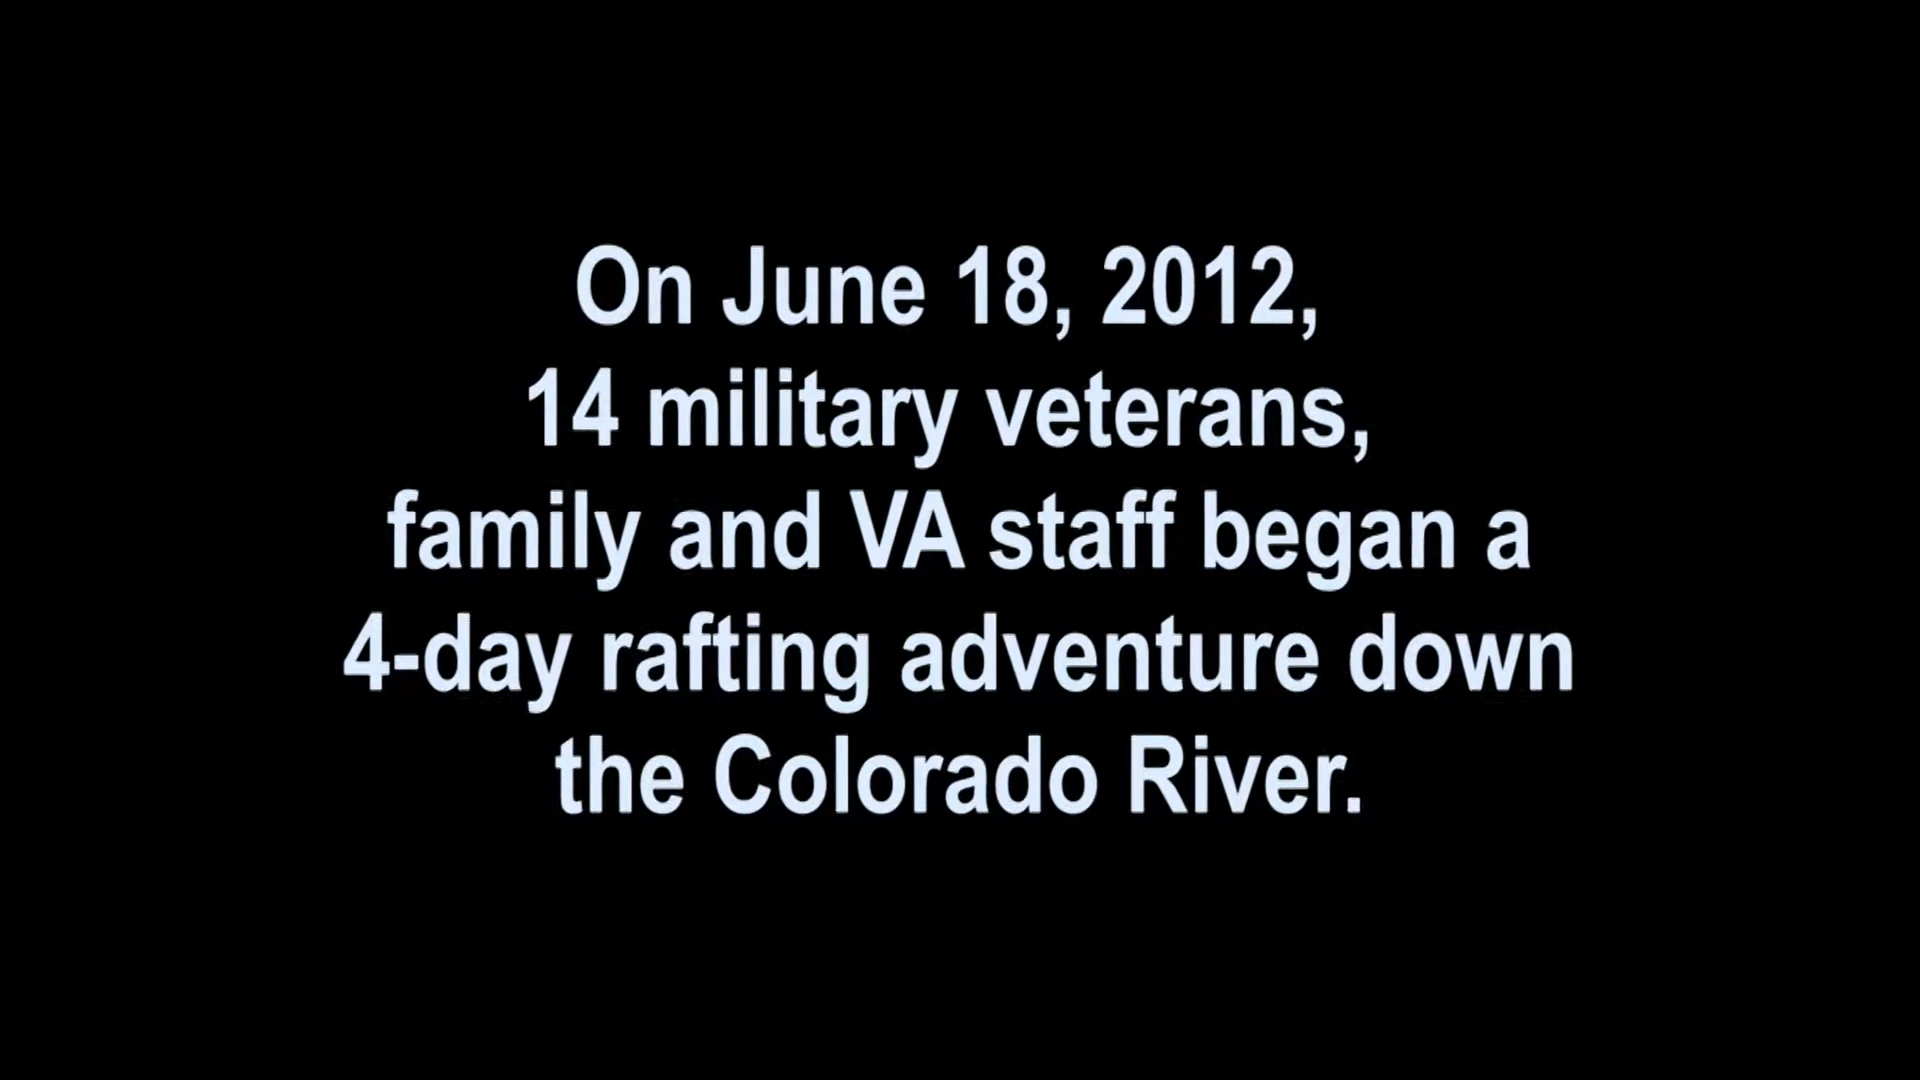 On June 18, 2012,
14 military veterans,
family and VA staff began a
4-day rafting adventure down
the Colorado River.